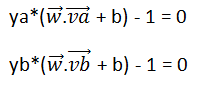 ya*(w⃗.va⃗ + b) - 1 = 0
yb*(w⃗.vb⃗ + b) - 1 = 0